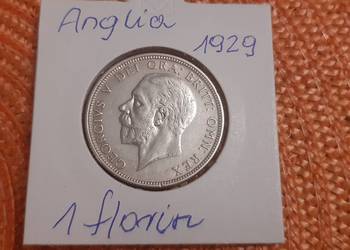 Anglia
1929
GEORGIVS V DEI GRA: BRITT: OMN: REX
1 florin